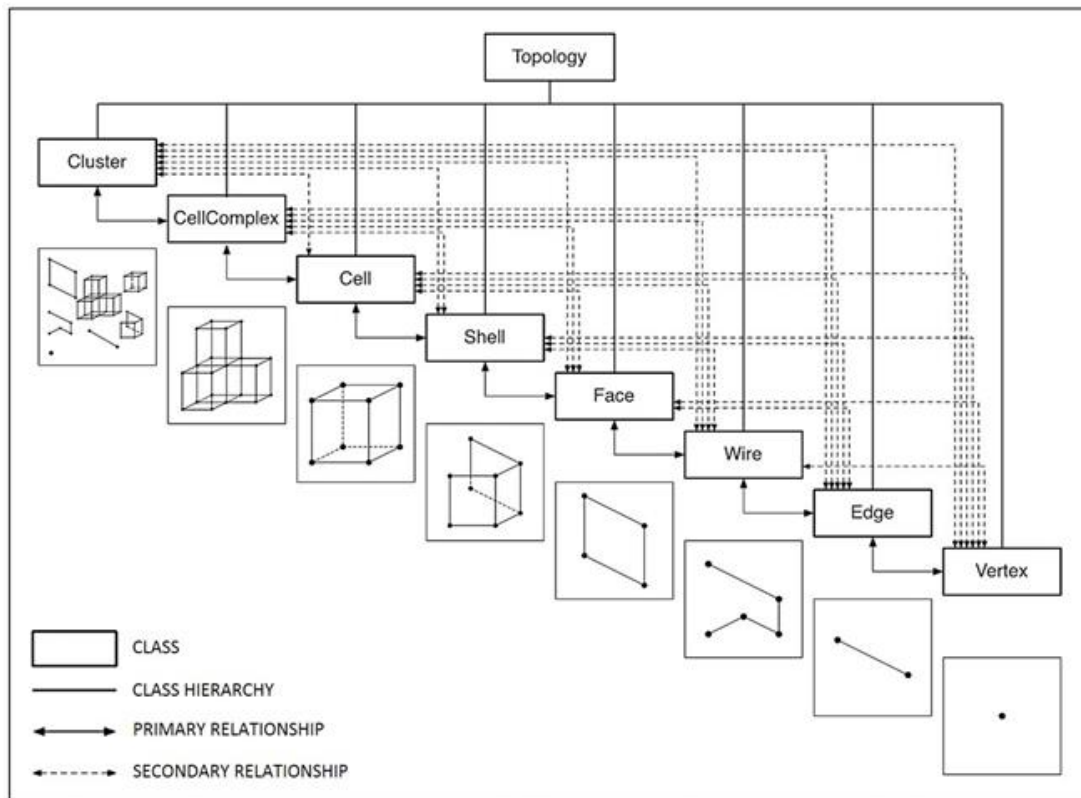 Topology
Cluster
CellComplex
Cell
Shell
Face
Wire
Edge
Vertex
CLASS
CLASS HIERARCHY
PRIMARY RELATIONSHIP
SECONDARY RELATIONSHIP